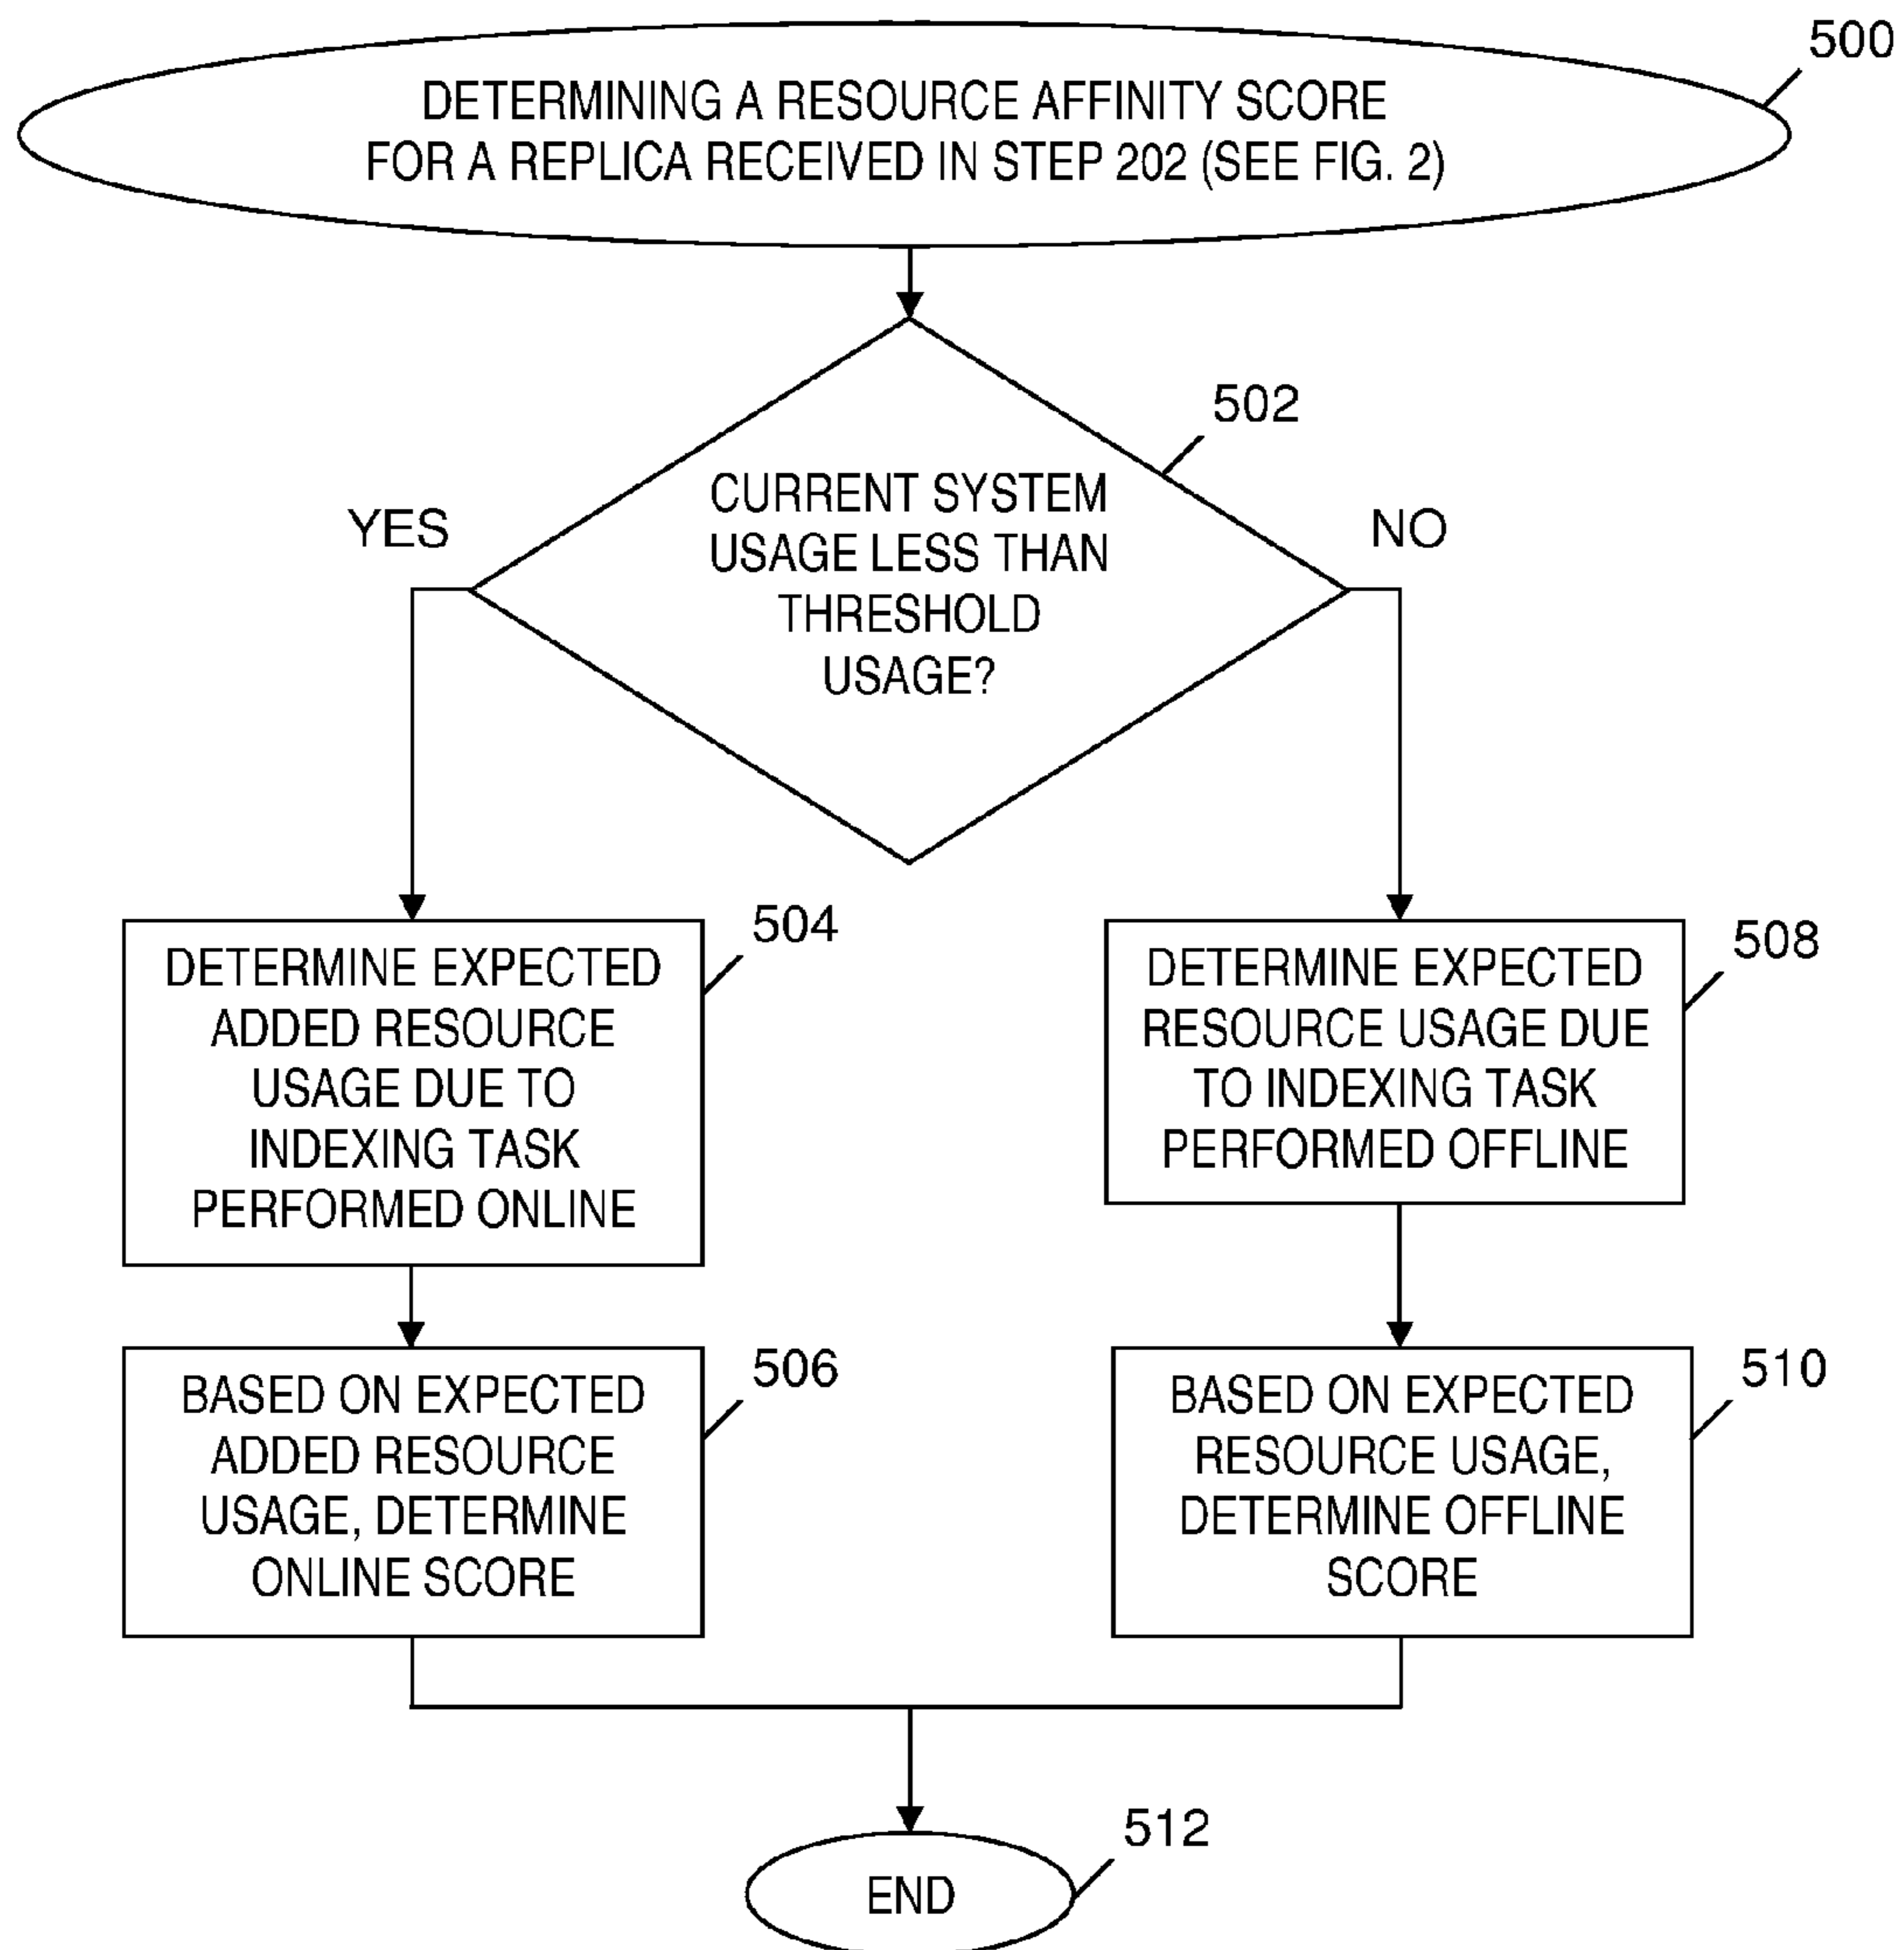 500
DETERMINING A RESOURCE AFFINITY SCORE
FOR A REPLICA RECEIVED IN STEP 202 (SEE FIG. 2)
502
CURRENT SYSTEM
USAGE LESS THAN
THRESHOLD
USAGE?
YES
NO
504
DETERMINE EXPECTED
ADDED RESOURCE
USAGE DUE TO
INDEXING TASK
PERFORMED ONLINE
508
DETERMINE EXPECTED
RESOURCE USAGE DUE
TO INDEXING TASK
PERFORMED OFFLINE
506
BASED ON EXPECTED
ADDED RESOURCE
USAGE, DETERMINE
ONLINE SCORE
510
BASED ON EXPECTED
RESOURCE USAGE,
DETERMINE OFFLINE
SCORE
512
END